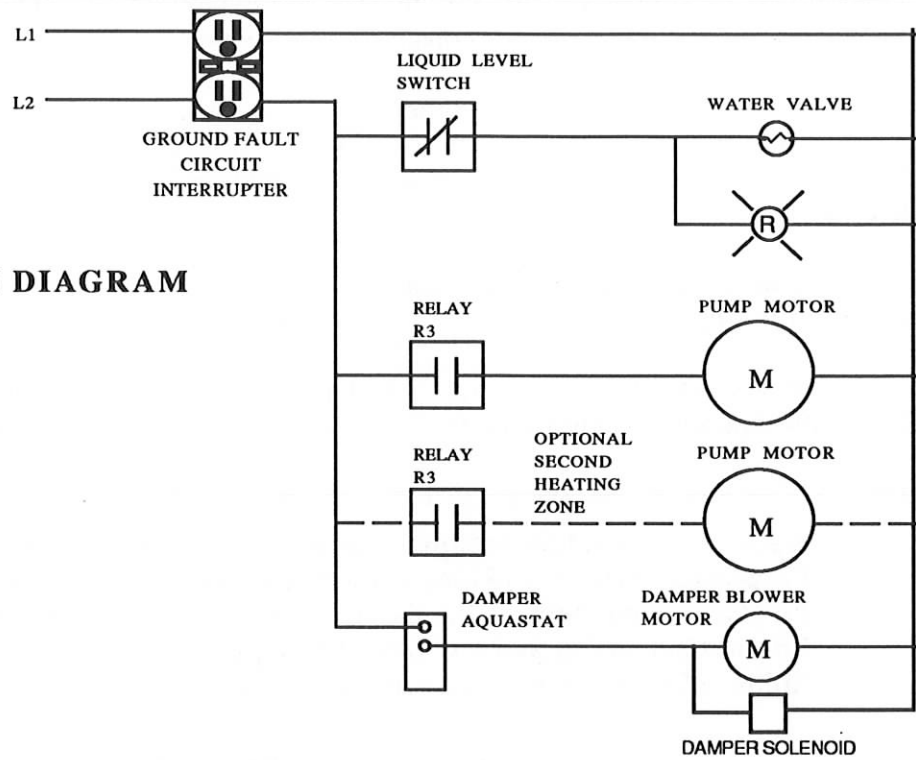 L1
L2
GROUND FAULT
CIRCUIT
INTERRUPTER
LIQUID LEVEL
SWITCH
WATER VALVE
R
DIAGRAM
RELAY
R3
PUMP MOTOR
M
RELAY
R3
OPTIONAL
SECOND
HEATING
ZONE
PUMP MOTOR
M
DAMPER
AQUASTAT
DAMPER BLOWER
MOTOR
M
DAMPER SOLENOID